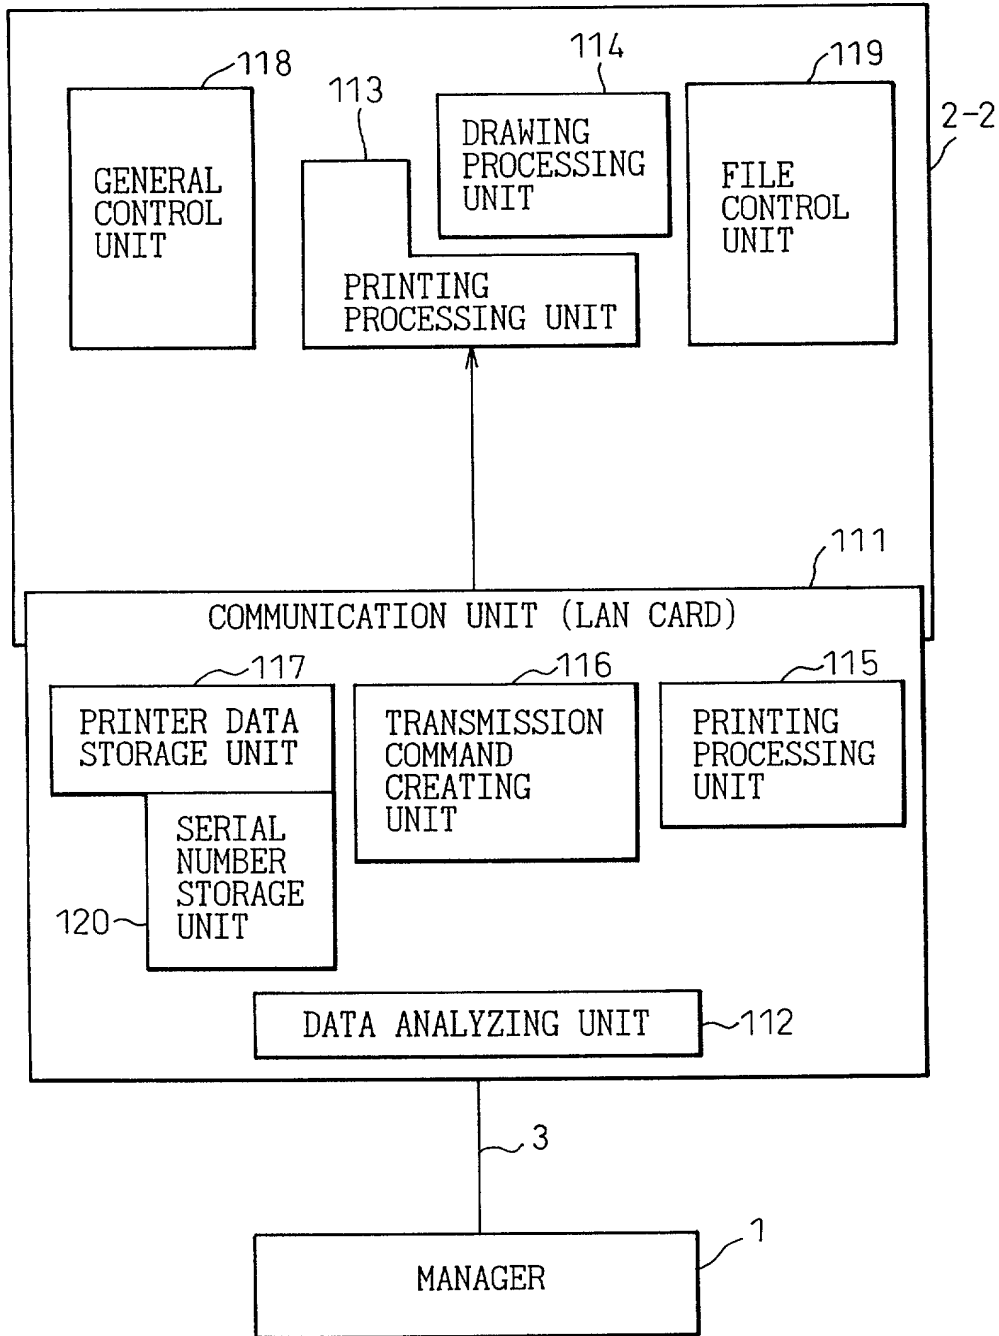 118
113
114
119
2-2
GENERAL
CONTROL
UNIT
DRAWING
PROCESSING
UNIT
FILE
CONTROL
UNIT
PRINTING
PROCESSING UNIT
111
COMMUNICATION UNIT (LAN CARD)
117
116
115
PRINTER DATA
STORAGE UNIT
TRANSMISSION
COMMAND
CREATING
UNIT
PRINTING
PROCESSING
UNIT
SERIAL
NUMBER
STORAGE
UNIT
120
DATA ANALYZING UNIT
112
3
1
MANAGER